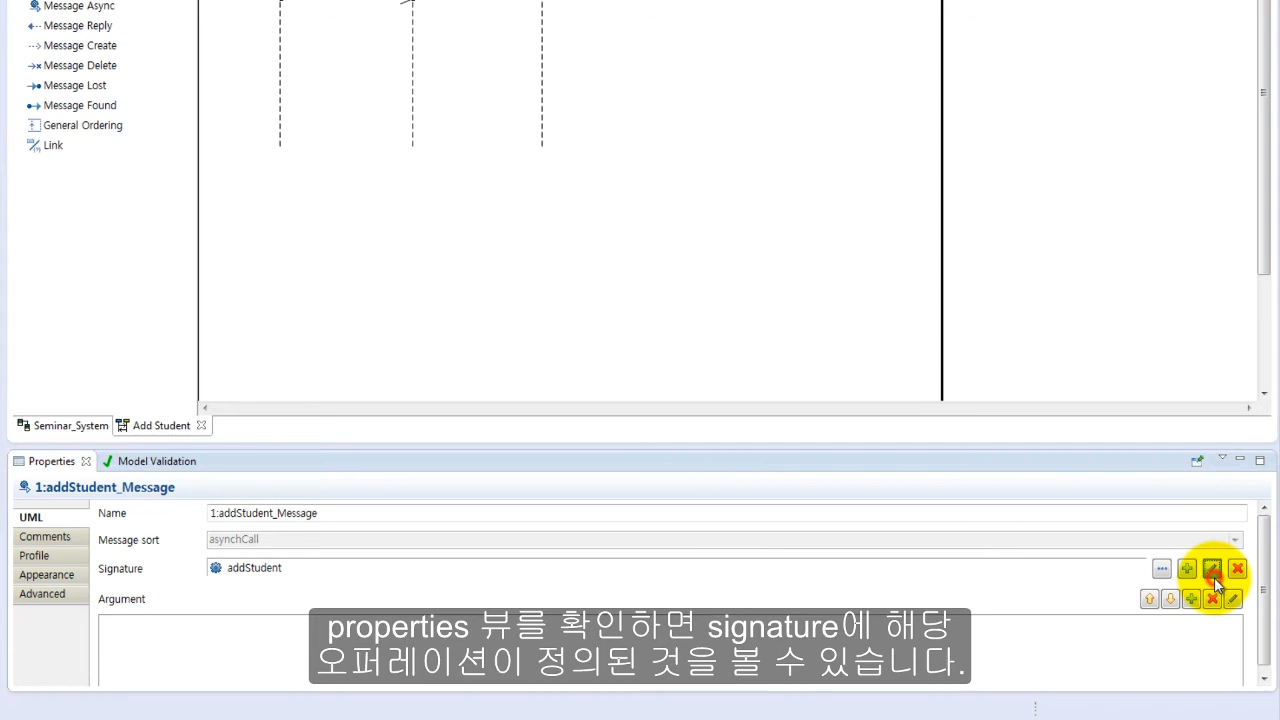 Message Async
Message Reply
Message Create
Message Delete
Message Lost
Message Found
General Ordering
Link
Seminar_System
Add Student
Properties
Model Validation
1:addStudent_Message
UML
Comments
Profile
Appearance
Advanced
Name
1:addStudent_Message
Message sort
asynchCall
Signature
addStudent
Argument
properties 뷰를 확인하면 signature에 해당
오퍼레이션이 정의된 것을 볼 수 있습니다.